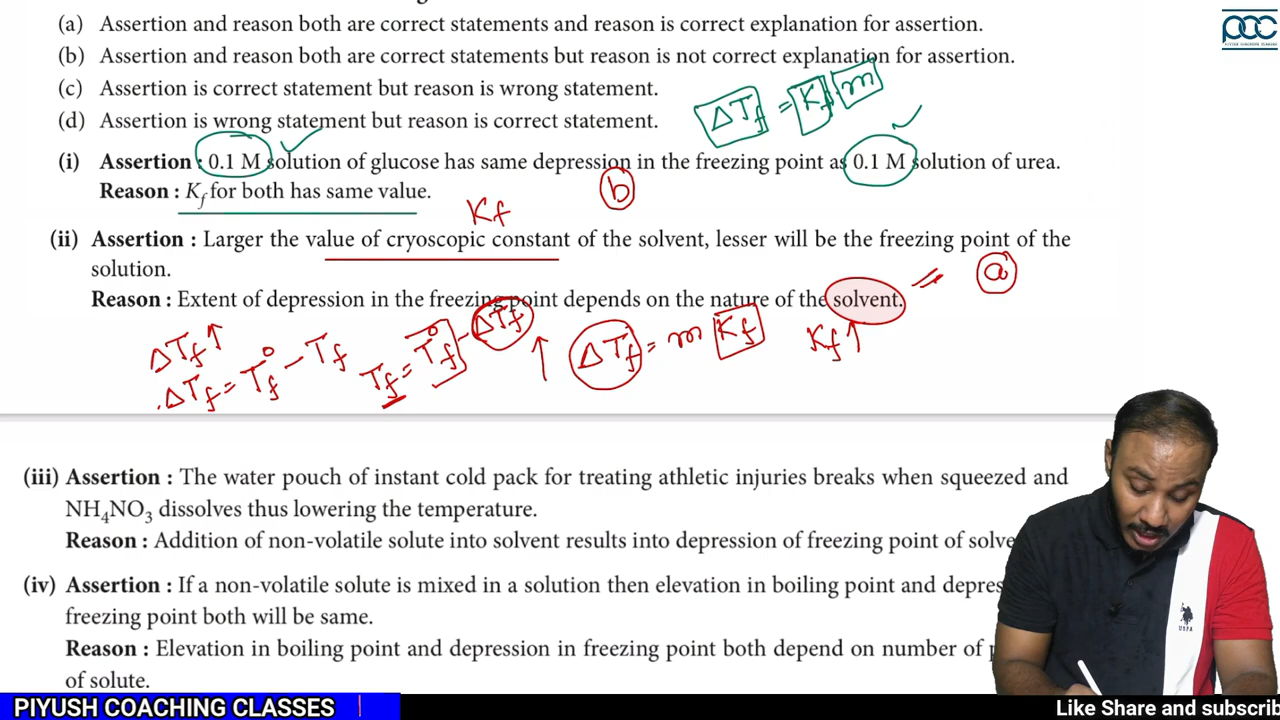 (a) Assertion and reason both are correct statements and reason is correct explanation for assertion.
(b) Assertion and reason both are correct statements but reason is not correct explanation for assertion.
(c) Assertion is correct statement but reason is wrong statement.
(d) Assertion is wrong statement but reason is correct statement.
ΔTf = Kf m
(i) Assertion : 0.1 M solution of glucose has same depression in the freezing point as 0.1 M solution of urea.
Reason : Kf for both has same value.
b
Kf
(ii) Assertion : Larger the value of cryoscopic constant of the solvent, lesser will be the freezing point of the
solution.
Reason : Extent of depression in the freezing point depends on the nature of the solvent.
a
ΔTf ↑
ΔTf = T°f − Tf
Tf = T°f − ΔTf ↑
ΔTf = m Kf
Kf ↑
(iii) Assertion : The water pouch of instant cold pack for treating athletic injuries breaks when squeezed and
NH4NO3 dissolves thus lowering the temperature.
Reason : Addition of non-volatile solute into solvent results into depression of freezing point of solve
(iv) Assertion : If a non-volatile solute is mixed in a solution then elevation in boiling point and depres
freezing point both will be same.
Reason : Elevation in boiling point and depression in freezing point both depend on number of p
of solute.
PCC
PIYUSH COACHING CLASSES
PIYUSH COACHING CLASSES |
Like Share and subscrib